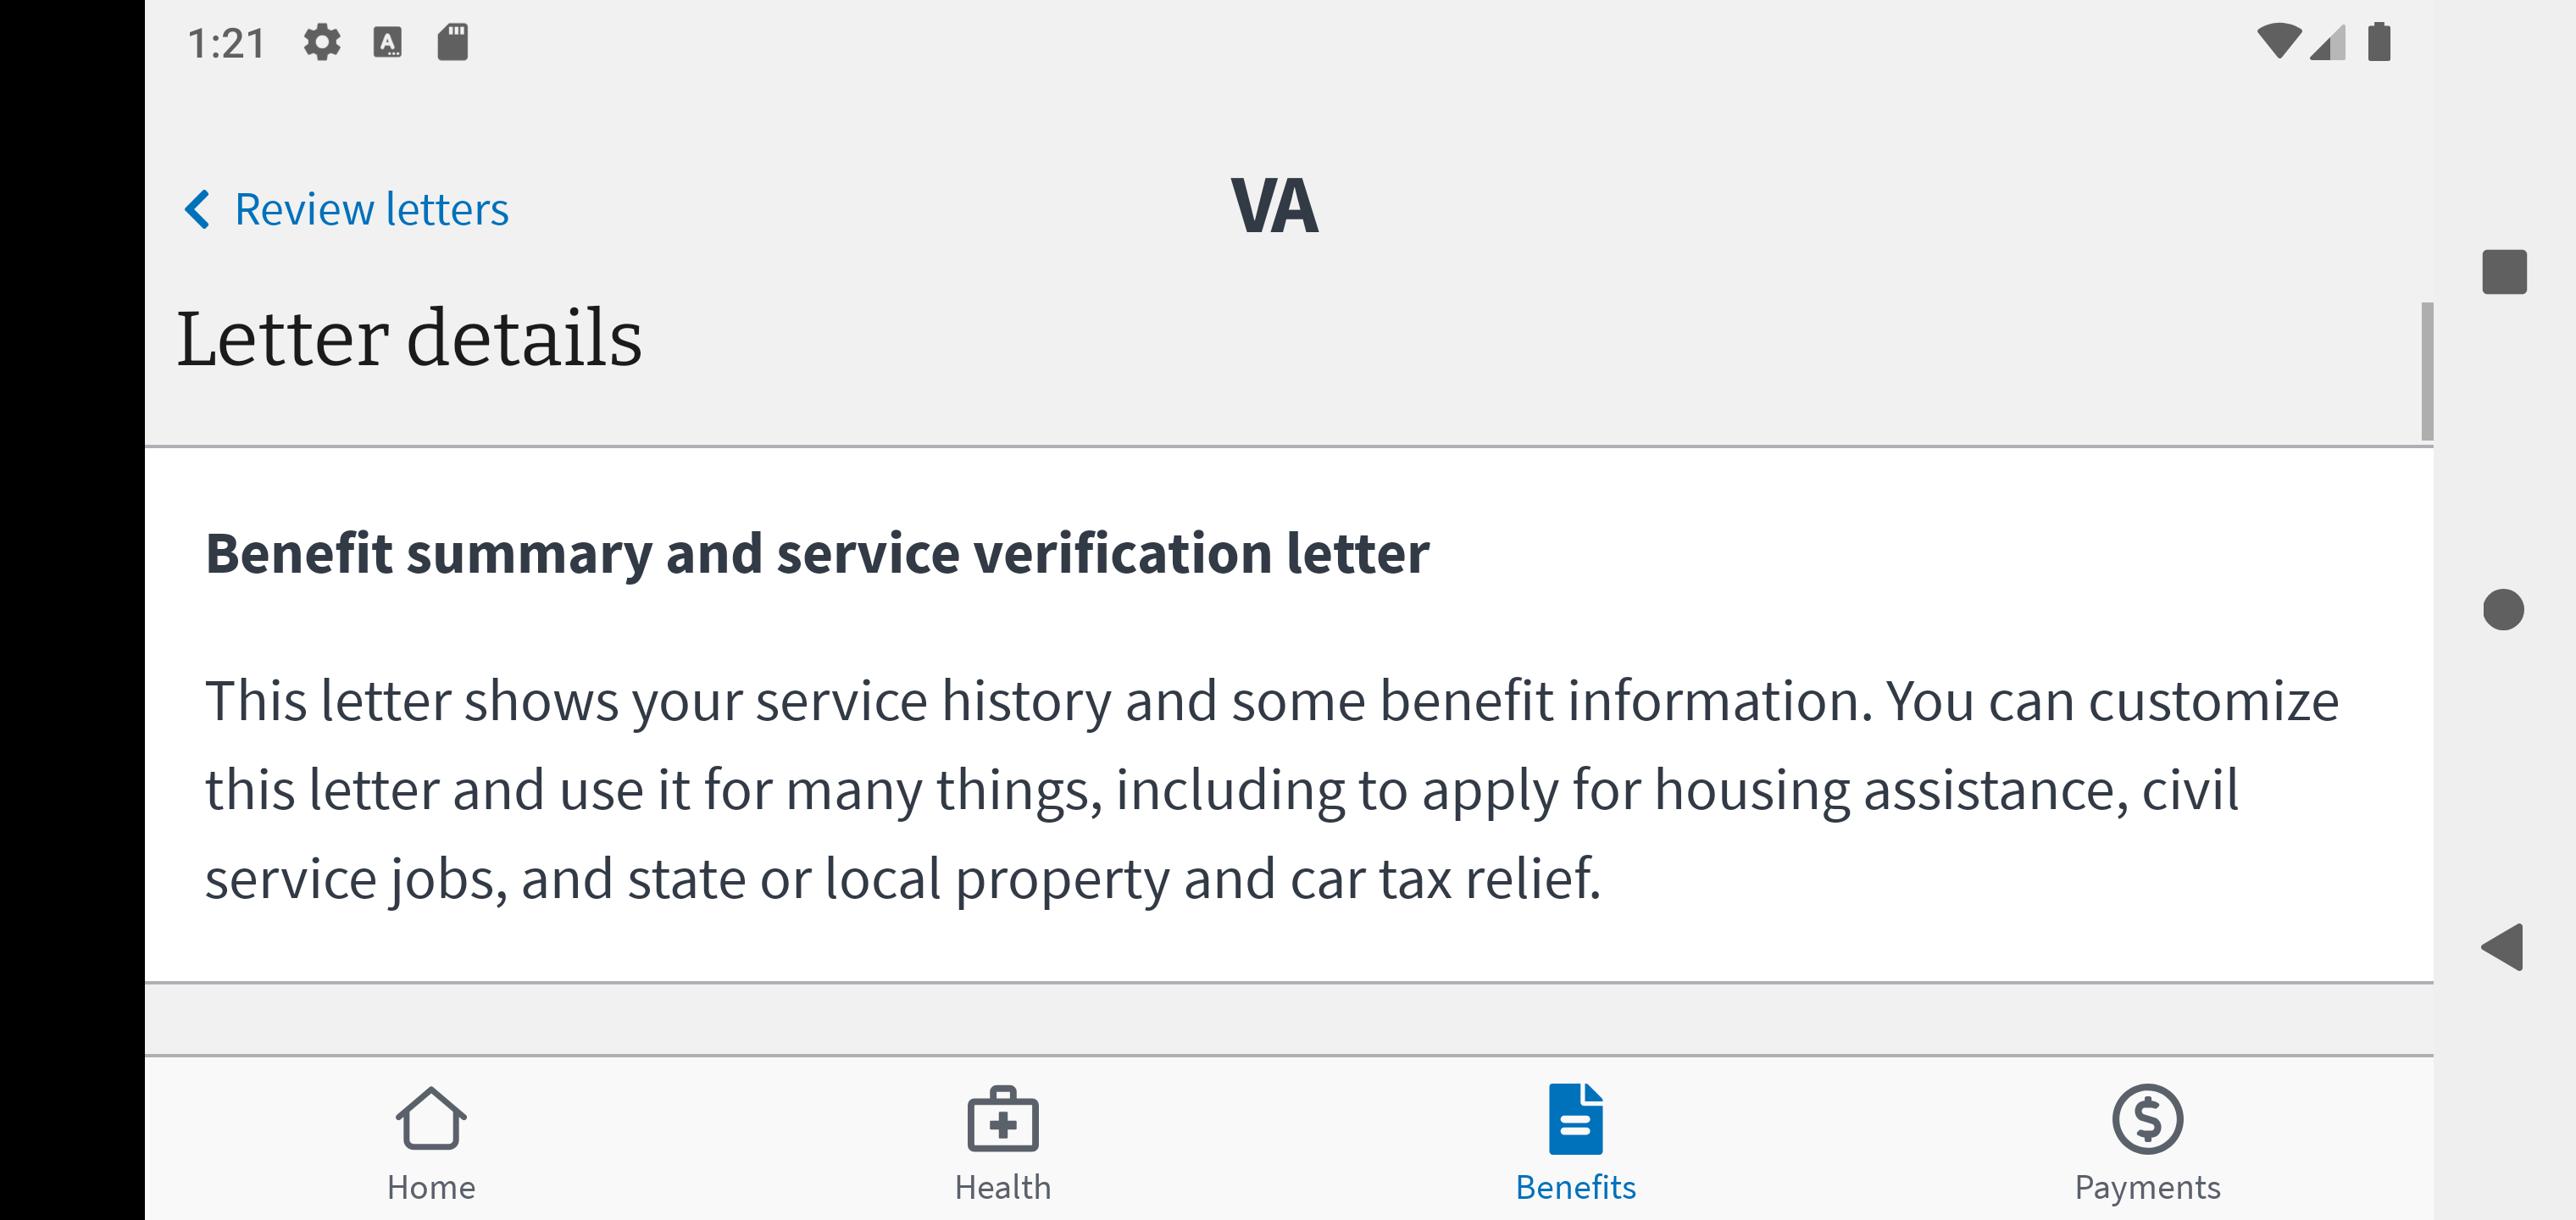 1:21
Review letters
VA
Letter details
Benefit summary and service verification letter
This letter shows your service history and some benefit information. You can customize
this letter and use it for many things, including to apply for housing assistance, civil
service jobs, and state or local property and car tax relief.
Home
Health
Benefits
Payments